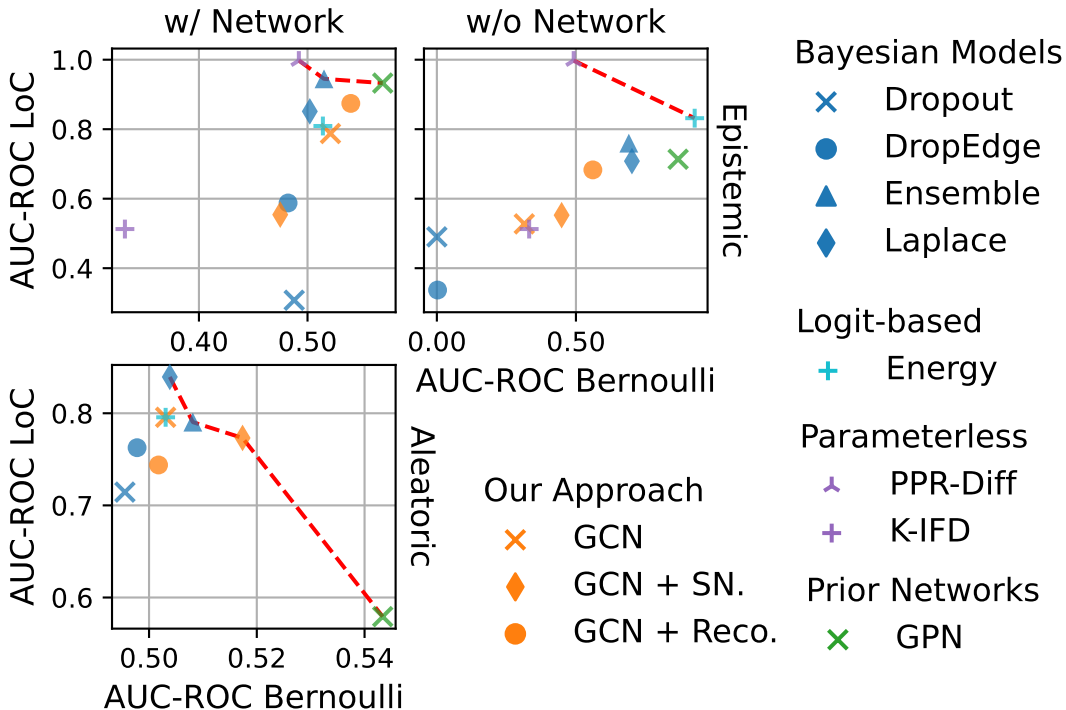 w/ Network
w/o Network
AUC-ROC LoC
1.0
0.8
0.6
0.4
0.40
0.50
0.00
0.50
AUC-ROC Bernoulli
Epistemic
AUC-ROC LoC
0.8
0.7
0.6
0.50
0.52
0.54
AUC-ROC Bernoulli
Aleatoric
Our Approach
GCN
GCN + SN.
GCN + Reco.
Bayesian Models
Dropout
DropEdge
Ensemble
Laplace
Logit-based
Energy
Parameterless
PPR-Diff
K-IFD
Prior Networks
GPN